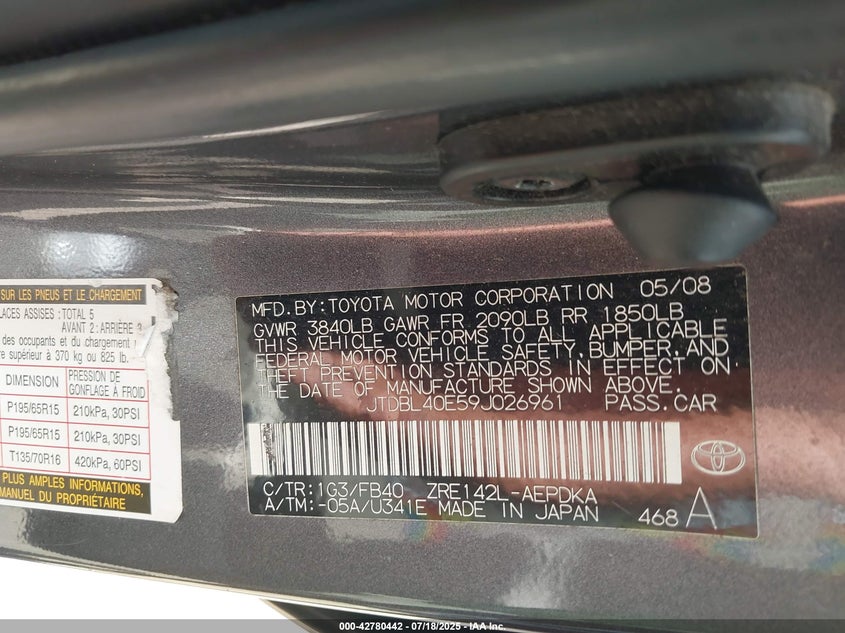 SUR LES PNEUS ET LE CHARGEMENT
LACES ASSISES : TOTAL 5
AVANT 2 : ARRIÈRE 3
des occupants et du chargement
re supérieur à 370 kg ou 825 lb.
DIMENSION
PRESSION DE GONFLAGE À FROID
P195/65R15 210kPa, 30PSI
P195/65R15 210kPa, 30PSI
T135/70R16 420kPa, 60PSI
PLUS AMPLES INFORMATIONS,
MANUEL DU PROPRIÉTAIRE
MFD.BY:TOYOTA MOTOR CORPORATION 05/08
GVWR 3840LB GAWR FR 2090LB RR 1850LB
THIS VEHICLE CONFORMS TO ALL APPLICABLE
FEDERAL MOTOR VEHICLE SAFETY,BUMPER,AND
THEFT PREVENTION STANDARDS IN EFFECT ON
THE DATE OF MANUFACTURE SHOWN ABOVE.
JTDBL40E59J026961 PASS.CAR
C/TR:1G3/FB40 ZRE142L-AEPDKA
A/TM:-05A/U341E MADE IN JAPAN 468 A
000-42780442 - 07/18/2025 - IAA Inc.